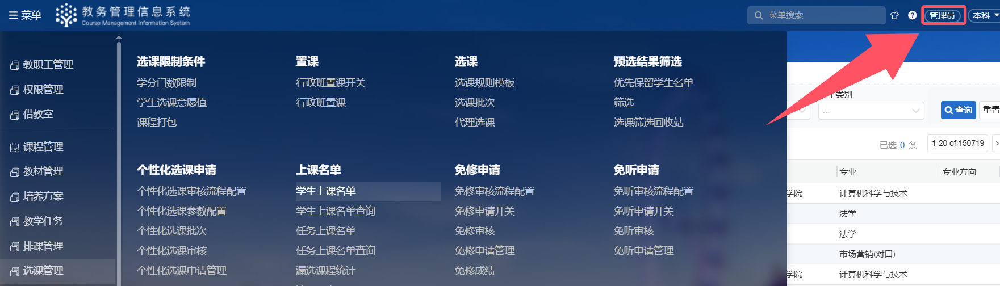 菜单
教务管理信息系统
Course Management Information System
菜单搜索
管理员
本科
教职工管理
权限管理
借教室
课程管理
教材管理
培养方案
教学任务
排课管理
选课管理
选课限制条件
学分门数限制
学生选课意愿值
课程打包
置课
行政班置课开关
行政班置课
选课
选课规则模板
选课批次
代理选课
预选结果筛选
优先保留学生名单
筛选
选课筛选回收站
个性化选课申请
个性化选课审核流程配置
个性化选课参数配置
个性化选课批次
个性化选课审核
个性化选课申请管理
上课名单
学生上课名单
学生上课名单查询
任务上课名单
任务上课名单查询
漏选课程统计
免修申请
免修审核流程配置
免修申请开关
免修审核
免修申请管理
免修成绩
免听申请
免听审核流程配置
免听申请开关
免听审核
免听申请管理
类别
...
查询
重置
已选 0 条
1-20 of 150719
专业
专业方向
学院
计算机科学与技术
法学
法学
市场营销(对口)
学院
计算机科学与技术